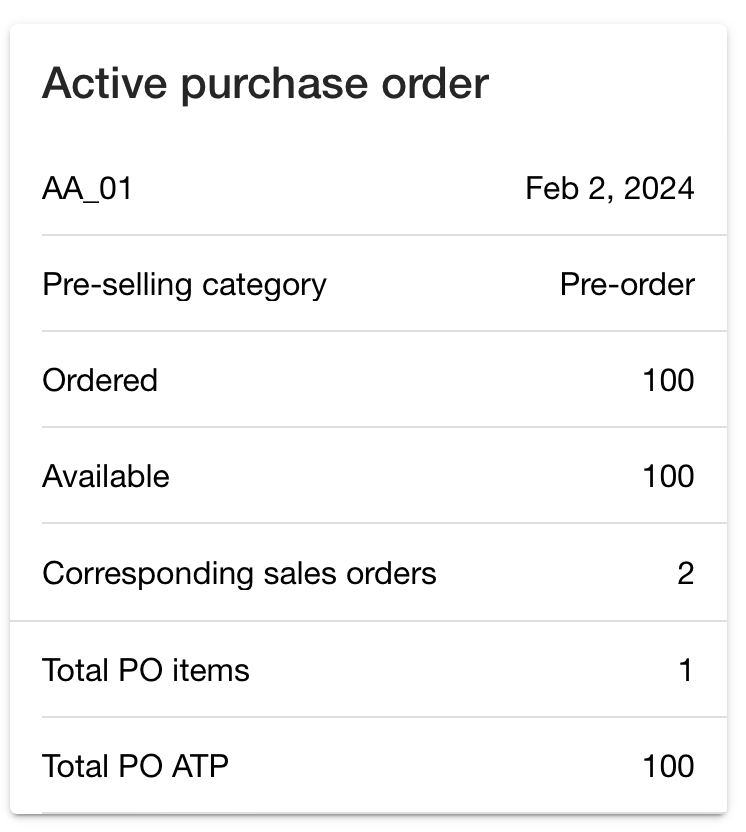 Active purchase order
AA_01 Feb 2, 2024
Pre-selling category Pre-order
Ordered 100
Available 100
Corresponding sales orders 2
Total PO items 1
Total PO ATP 100